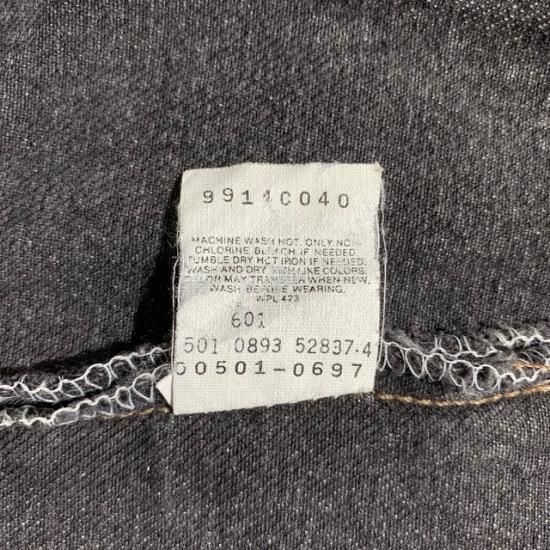 9914C040
MACHINE WASH HOT. ONLY NON-
CHLORINE BLEACH IF NEEDED
TUMBLE DRY HOT IRON IF NEEDED.
WASH AND DRY WITH LIKE COLORS.
COLOR MAY TRANSFER WHEN NEW.
WASH BEFORE WEARING.
WPL 423
601
501 0893 52837-4
00501-0697